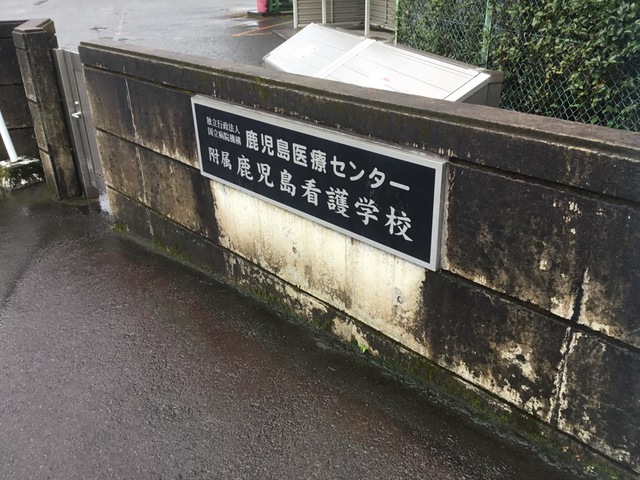 独立行政法人
国立病院機構
鹿児島医療センター
附属鹿児島看護学校